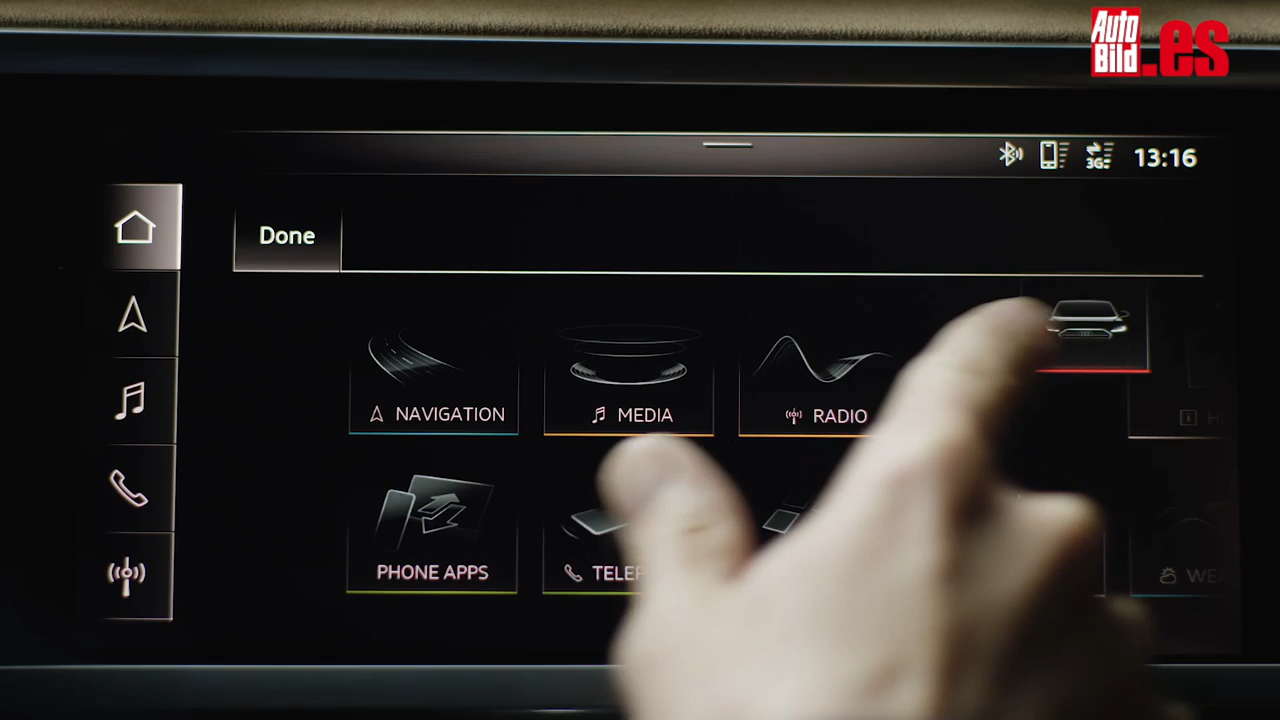 Auto
Bild.es
3G
13:16
Done
NAVIGATION
MEDIA
RADIO
PHONE APPS